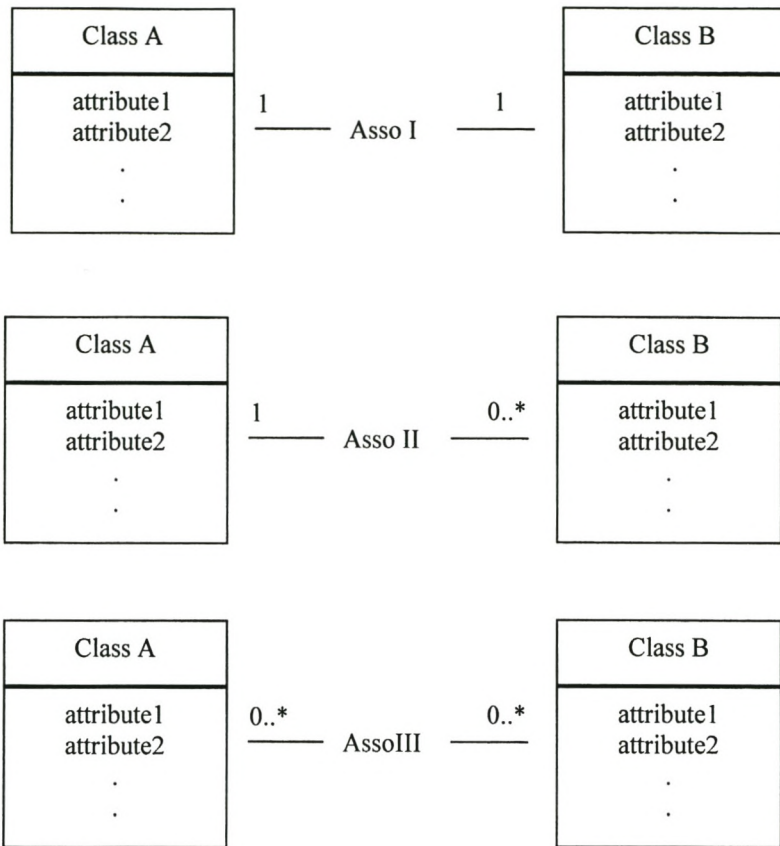 Class A
Class B
attribute1
attribute2
.
.
1
Asso I
1
attribute1
attribute2
.
.
Class A
Class B
attribute1
attribute2
.
.
1
Asso II
0..*
attribute1
attribute2
.
.
Class A
Class B
attribute1
attribute2
.
.
0..*
AssoIII
0..*
attribute1
attribute2
.
.